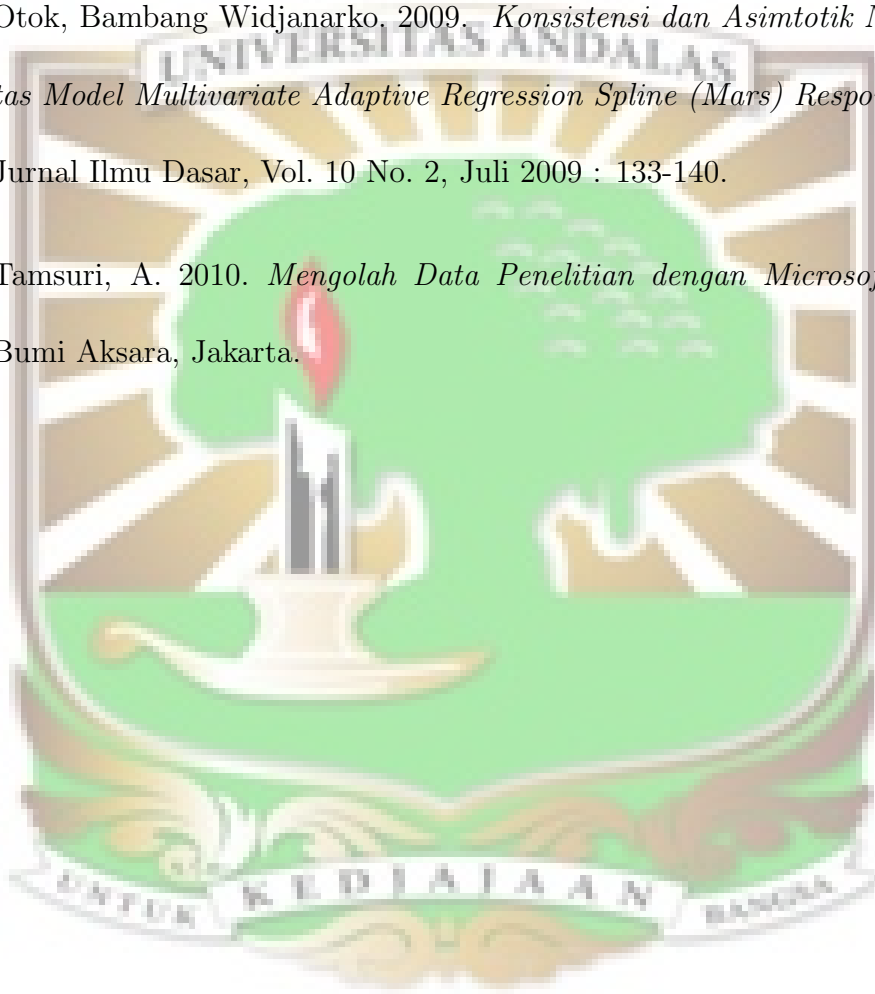 Otok, Bambang Widjanarko. 2009. Konsistensi dan Asimtotik
UNIVERSITAS ANDALAS
tas Model Multivariate Adaptive Regression Spline (Mars) Respo
Jurnal Ilmu Dasar, Vol. 10 No. 2, Juli 2009 : 133-140.
Tamsuri, A. 2010. Mengolah Data Penelitian dengan Microsof
Bumi Aksara, Jakarta.
UNTUK KEDJAJAAN BANGSA